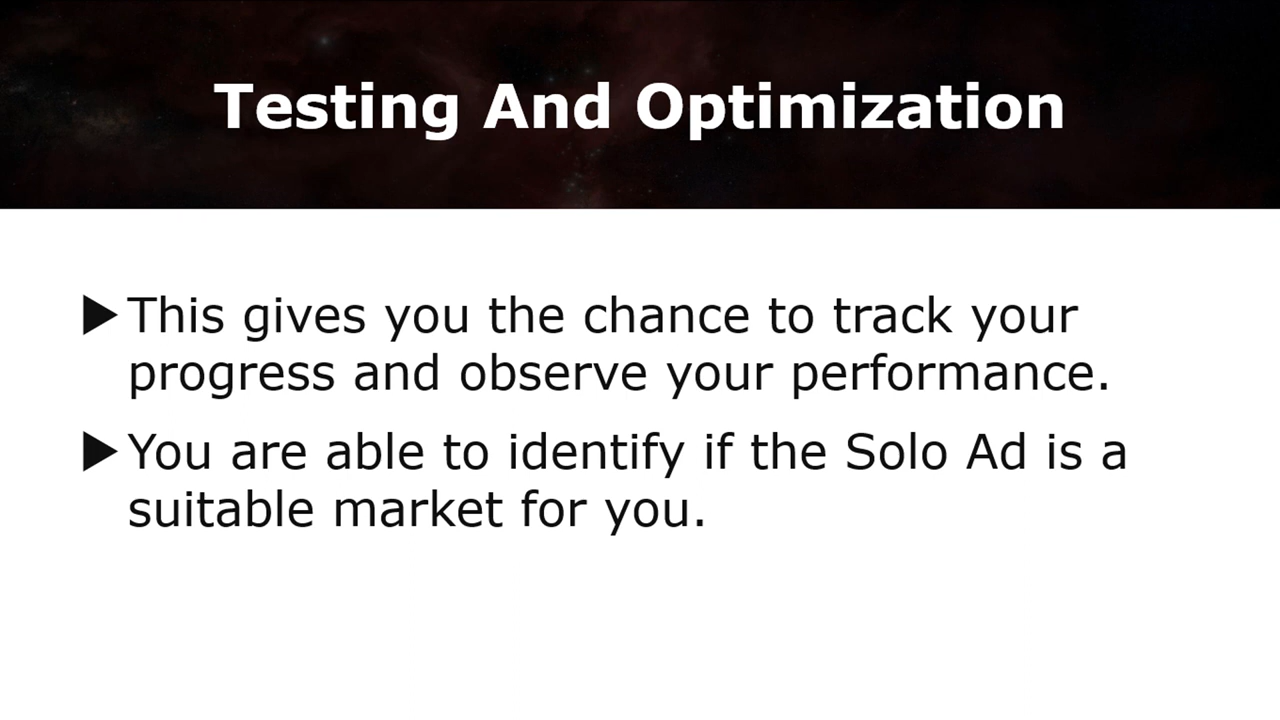 Testing And Optimization
▶This gives you the chance to track your
progress and observe your performance.
▶You are able to identify if the Solo Ad is a
suitable market for you.